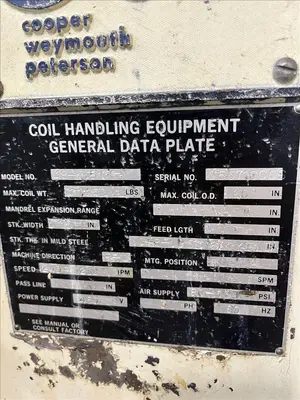 cooper
weymouth
peterson
COIL HANDLING EQUIPMENT
GENERAL DATA PLATE
MODEL NO. SERIAL NO.
MAX. COIL WT. LBS MAX. COIL O.D. IN
MANDREL EXPANSION RANGE IN
STK. WIDTH IN FEED LGTH IN
STK. THS. IN MILD STEEL IN
MACHINE DIRECTION MTG. POSITION
SPEED FPM SPM
PASS LINE IN AIR SUPPLY PSI
POWER SUPPLY V PH HZ
SEE MANUAL OR
CONSULT FACTORY